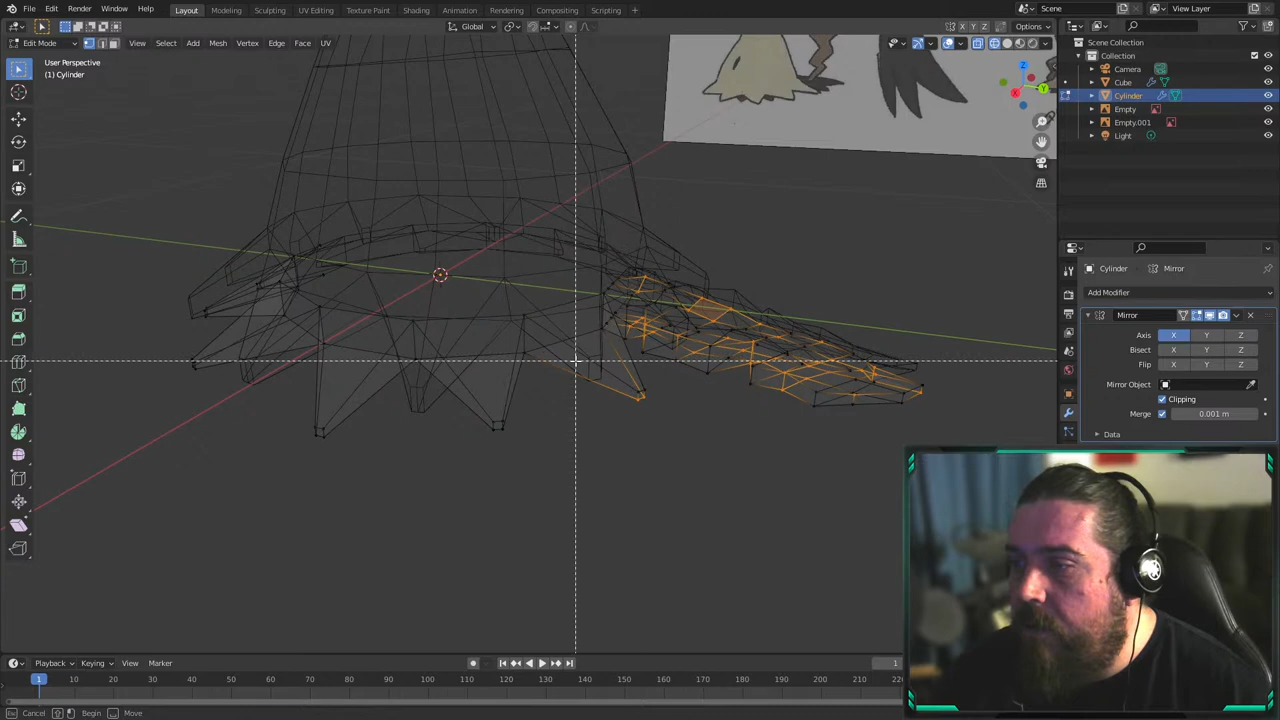 File Edit Render Window Help Layout Modeling Sculpting UV Editing Texture Paint Shading Animation Compositing Rendering Scripting + Scene View Layer
Global X Y Z Options
Edit Mode View Select Add Mesh Vertex Edge Face UV
User Perspective
(1) Cylinder
Z
Y
X
Scene Collection
Collection
Camera
Cube
Cylinder
Empty
Empty.001
Light
Cylinder Mirror
Add Modifier
Mirror
Axis X Y Z
Bisect X Y Z
Flip X Y Z
Mirror Object
Clipping
Merge 0.001 m
Data
Playback Keying View Marker 1
1 10 20 30 40 50 60 70 80 90 100 110 120 130 140 150 160 170 180 190 200 210 220
Cancel Begin Move